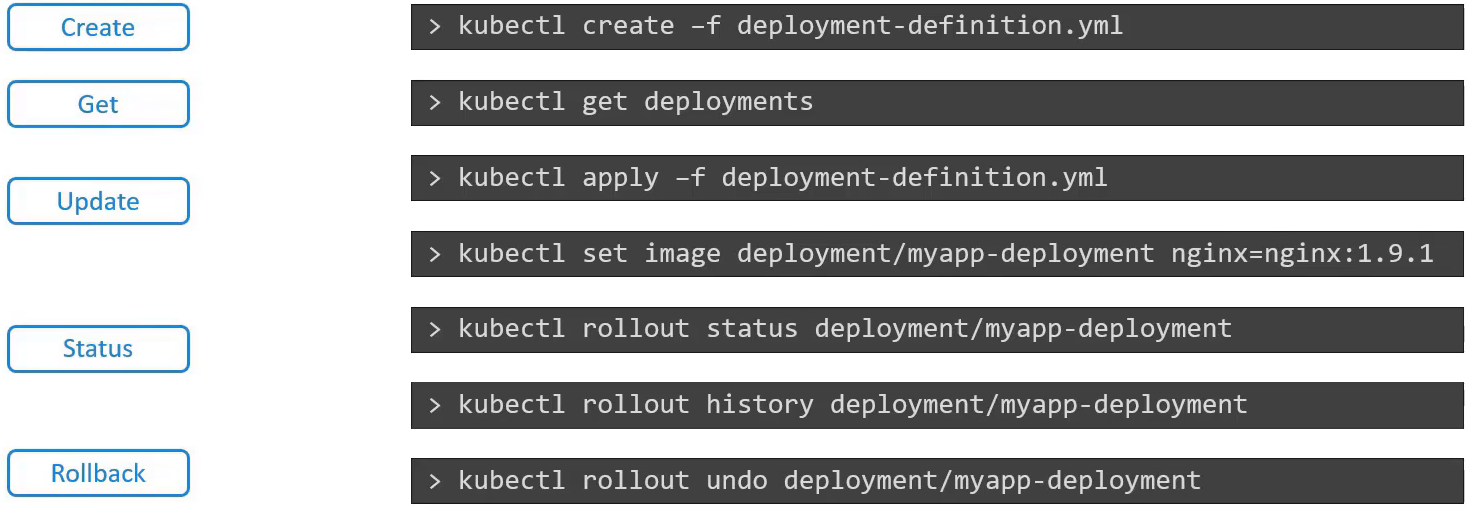 Create
> kubectl create –f deployment-definition.yml
Get
> kubectl get deployments
Update
> kubectl apply –f deployment-definition.yml
> kubectl set image deployment/myapp-deployment nginx=nginx:1.9.1
Status
> kubectl rollout status deployment/myapp-deployment
> kubectl rollout history deployment/myapp-deployment
Rollback
> kubectl rollout undo deployment/myapp-deployment